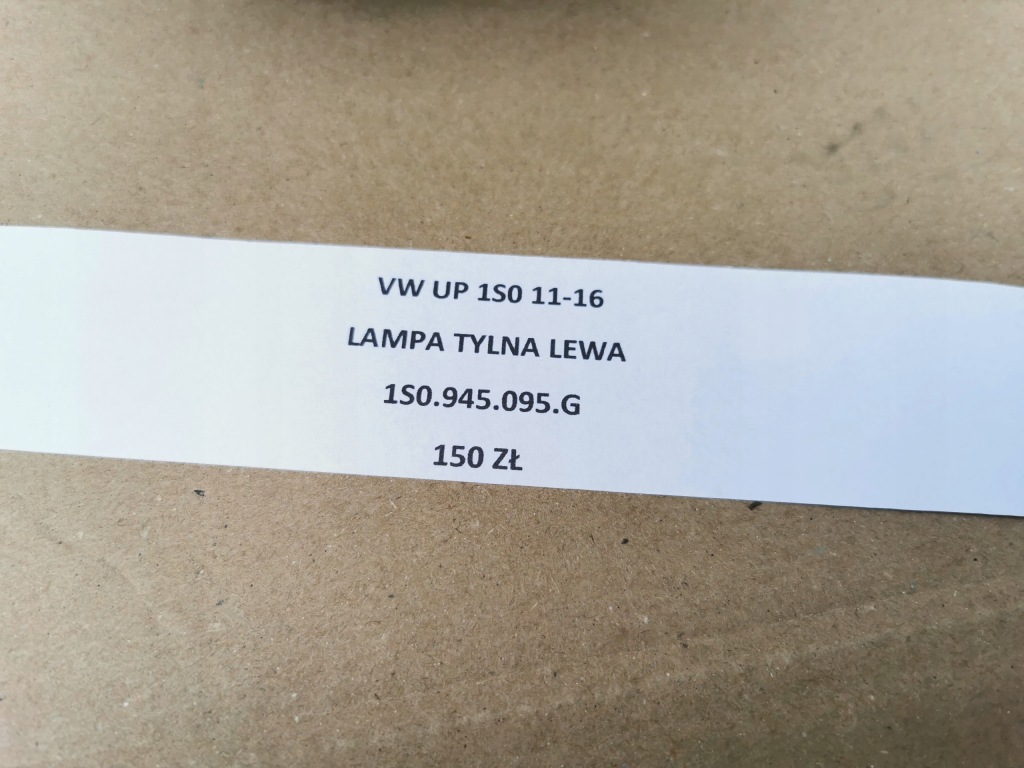 VW UP 1S0 11-16
LAMPA TYLNA LEWA
1S0.945.095.G
150 ZŁ